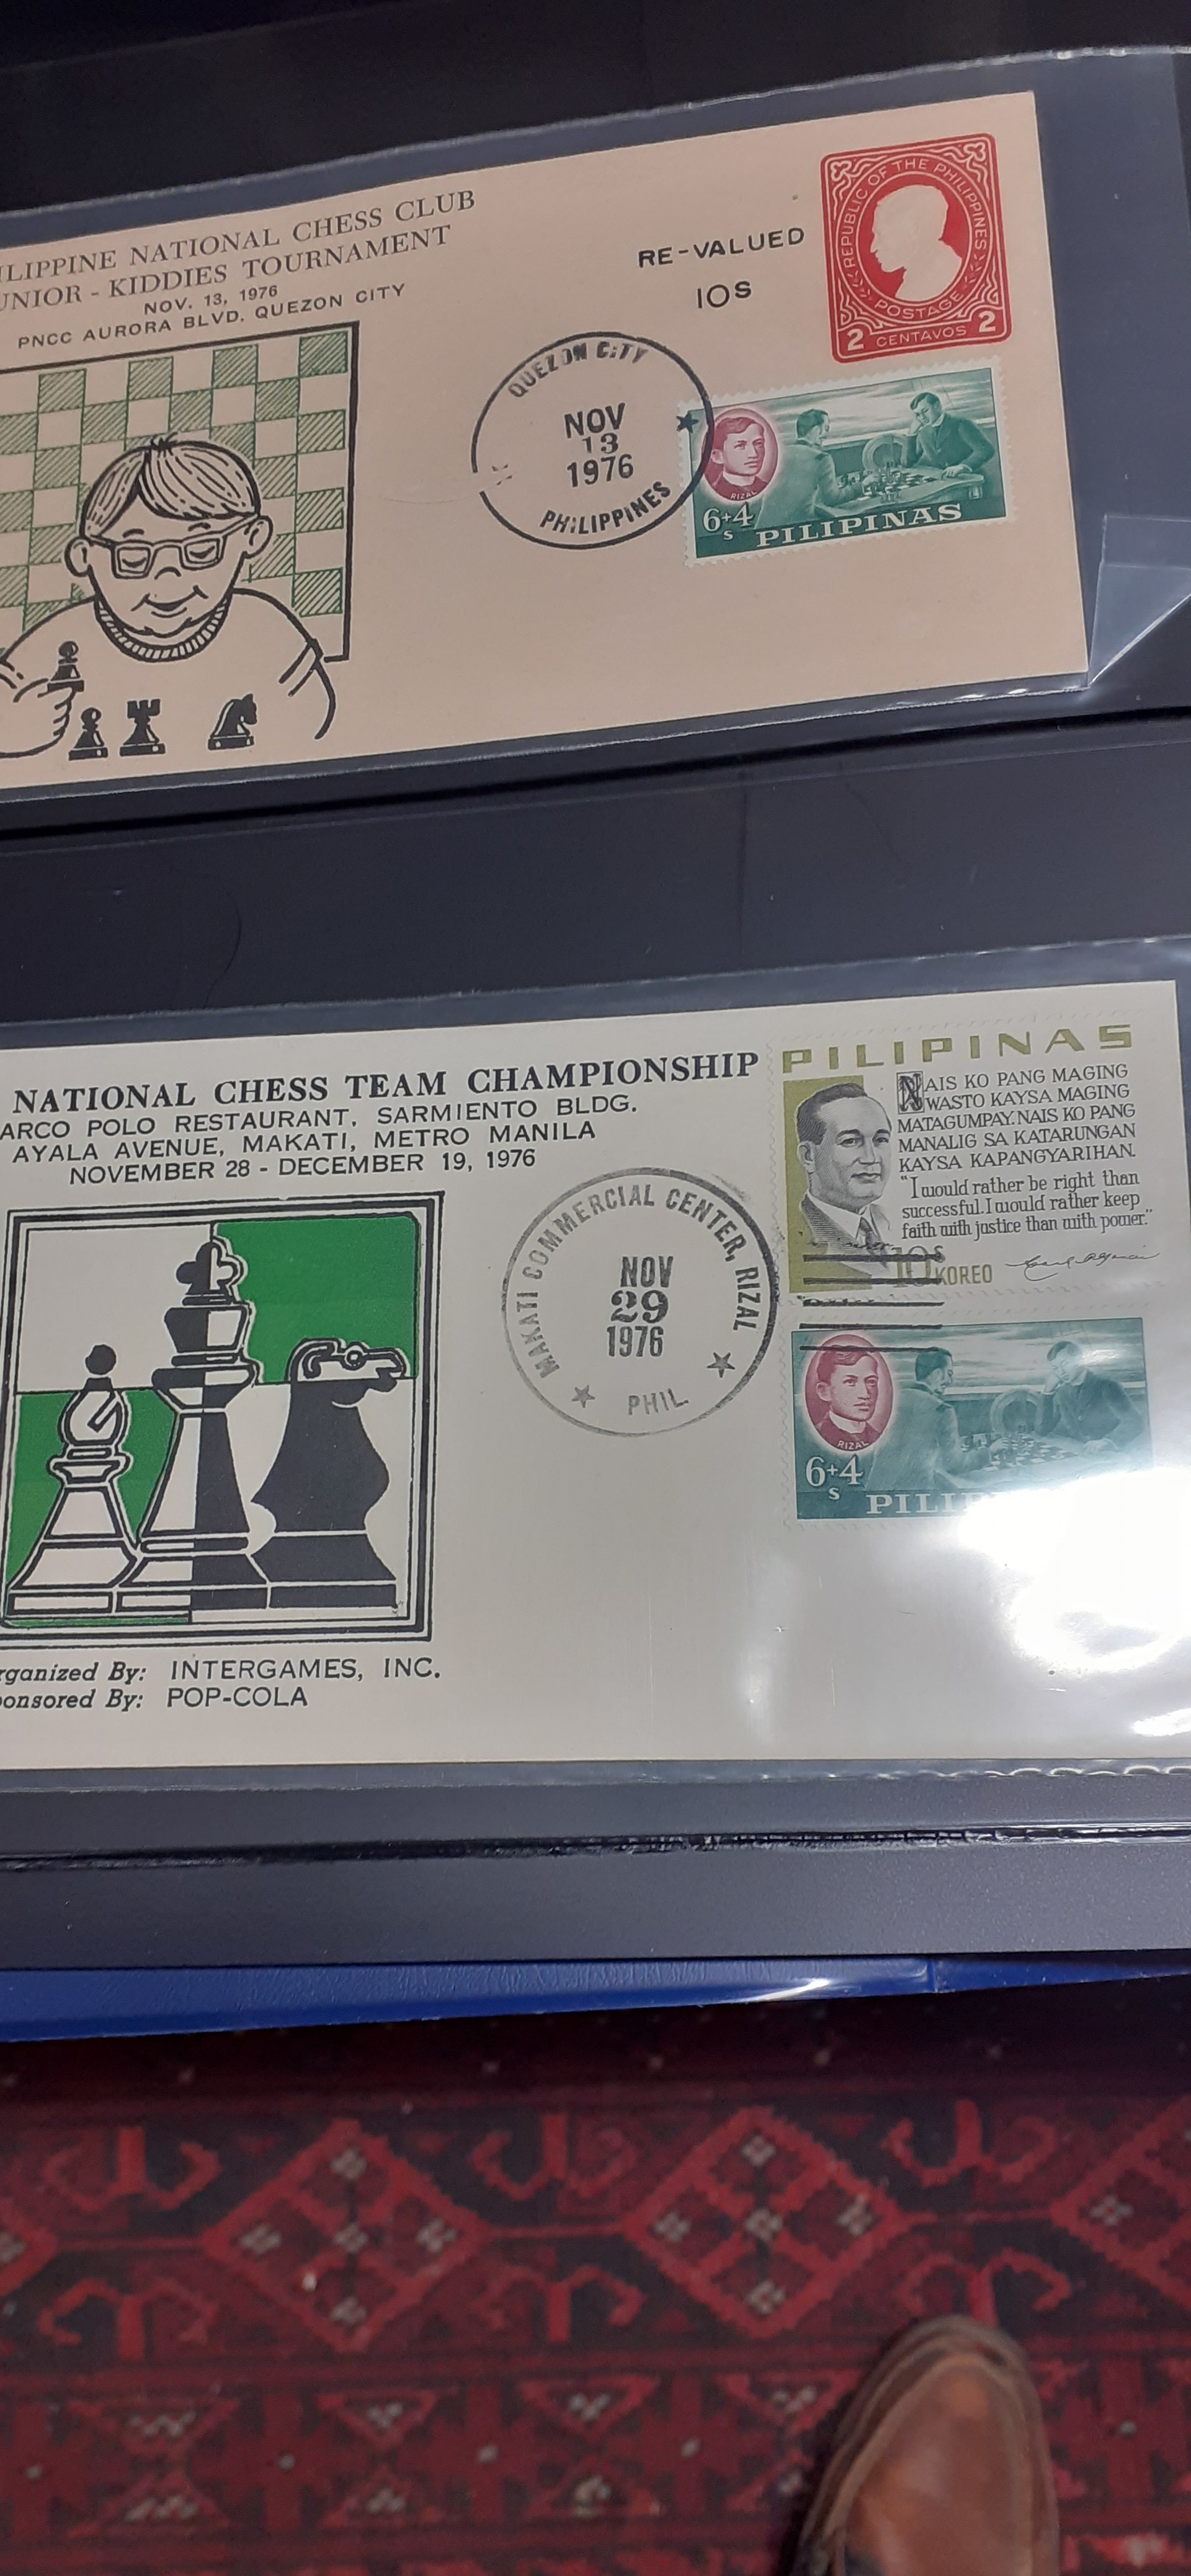 ILIPPINE NATIONAL CHESS CLUB
UNIOR - KIDDIES TOURNAMENT
NOV. 13, 1976
PNCC AURORA BLVD. QUEZON CITY
RE-VALUED
10s
REPUBLIC OF THE PHILIPPINES
POSTAGE
2 CENTAVOS 2
QUEZON CITY
NOV
13
1976
PHILIPPINES
RIZAL
6+4
s
PILIPINAS
NATIONAL CHESS TEAM CHAMPIONSHIP
ARCO POLO RESTAURANT, SARMIENTO BLDG.
AYALA AVENUE, MAKATI, METRO MANILA
NOVEMBER 28 - DECEMBER 19, 1976
MAKATI COMMERCIAL CENTER, RIZAL
NOV
29
1976
PHIL
PILIPINAS
NAIS KO PANG MAGING
WASTO KAYSA MAGING
MATAGUMPAY. NAIS KO PANG
MANALIG SA KATARUNGAN
KAYSA KAPANGYARIHAN.
"I would rather be right than
successful. I would rather keep
faith with justice than with power."
10s KOREO
RIZAL
6+4
s
PILI
rganized By: INTERGAMES, INC.
ponsored By: POP-COLA